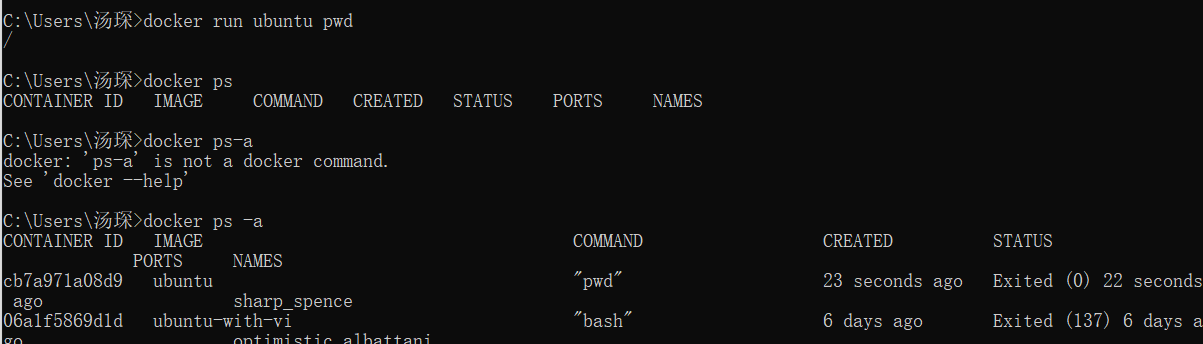 C:\Users\汤琛>docker run ubuntu pwd
/
C:\Users\汤琛>docker ps
CONTAINER ID   IMAGE     COMMAND   CREATED   STATUS    PORTS     NAMES
C:\Users\汤琛>docker ps-a
docker: 'ps-a' is not a docker command.
See 'docker --help'
C:\Users\汤琛>docker ps -a
CONTAINER ID   IMAGE                                     COMMAND                  CREATED          STATUS
             PORTS     NAMES
cb7a971a08d9   ubuntu                                    "pwd"                    23 seconds ago   Exited (0) 22 seconds
 ago                   sharp_spence
06a1f5869d1d   ubuntu-with-vi                            "bash"                   6 days ago       Exited (137) 6 days a
go                     optimistic_albattani